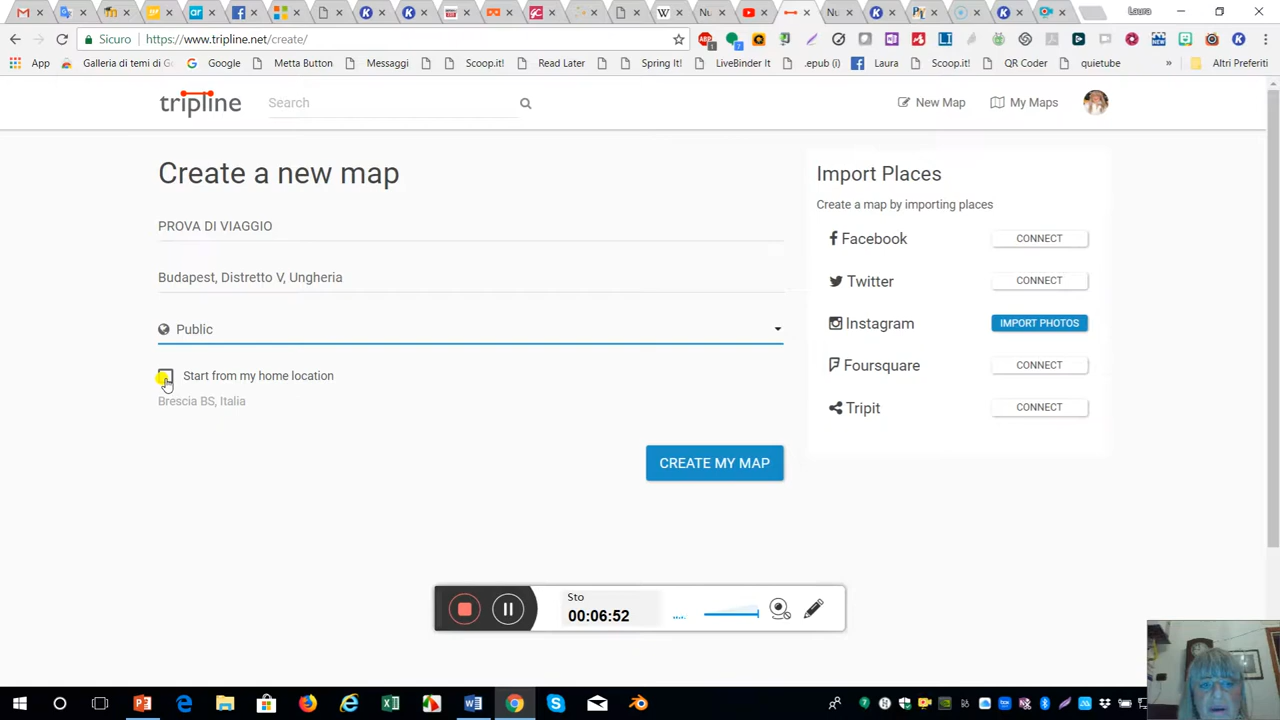 Laura
Sicuro
https://www.tripline.net/create/
App
Galleria di temi di G
Google
Metta Button
Messaggi
Scoop.it!
Read Later
Spring It!
LiveBinder It
.epub (i)
Laura
Scoop.it!
QR Coder
quietube
»
Altri Preferiti
tripline
Search
New Map
My Maps
Create a new map
PROVA DI VIAGGIO
Budapest, Distretto V, Ungheria
Public
Start from my home location
Brescia BS, Italia
CREATE MY MAP
Import Places
Create a map by importing places
Facebook
CONNECT
Twitter
CONNECT
Instagram
IMPORT PHOTOS
Foursquare
CONNECT
Tripit
CONNECT
Sto
00:06:52